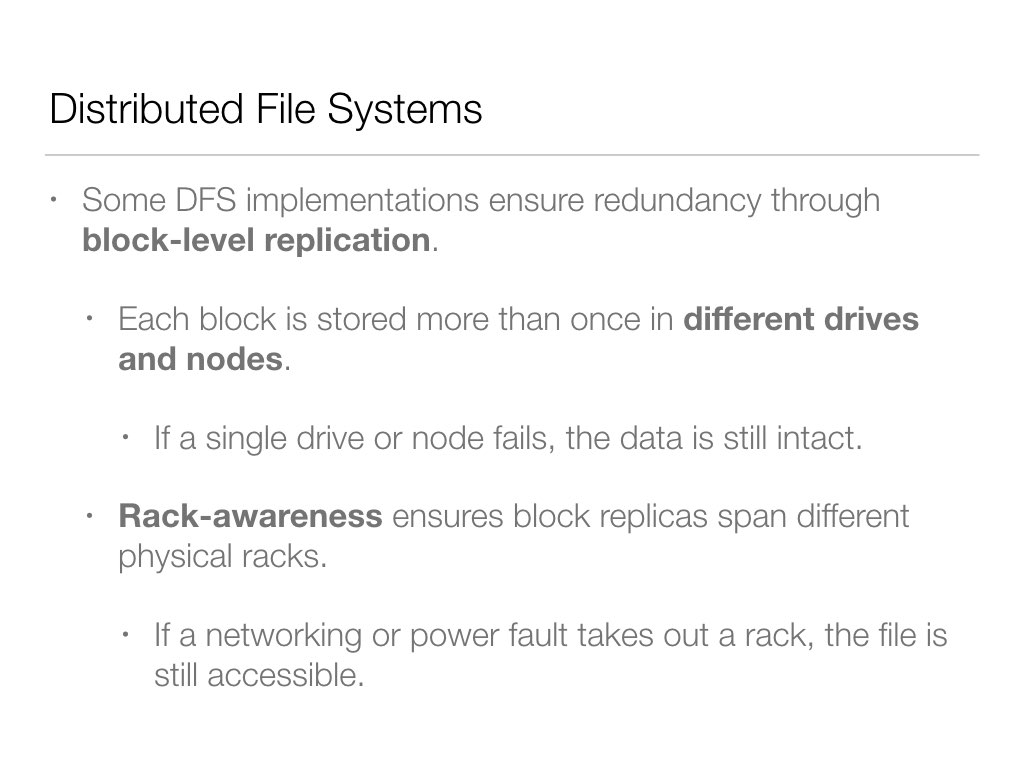 Distributed File Systems
• Some DFS implementations ensure redundancy through
block-level replication.
• Each block is stored more than once in different drives
and nodes.
• If a single drive or node fails, the data is still intact.
• Rack-awareness ensures block replicas span different
physical racks.
• If a networking or power fault takes out a rack, the file is
still accessible.